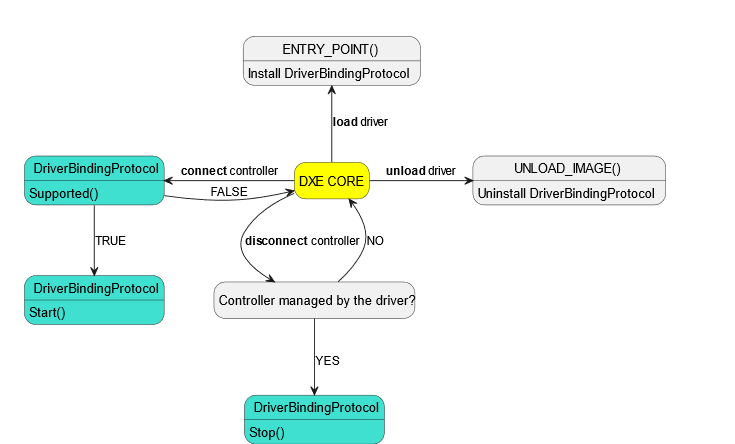 ENTRY_POINT()
Install DriverBindingProtocol
load driver
DriverBindingProtocol
Supported()
connect controller
FALSE
DXE CORE
unload driver
UNLOAD_IMAGE()
Uninstall DriverBindingProtocol
TRUE
disconnect controller
NO
DriverBindingProtocol
Start()
Controller managed by the driver?
YES
DriverBindingProtocol
Stop()